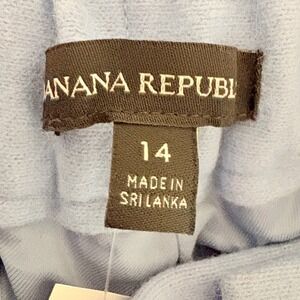 ANANA REPUBL
14
MADE IN
SRI LANKA